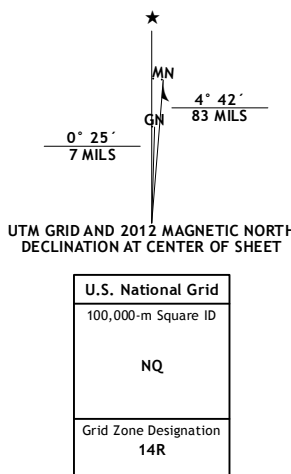 ★
MN
4° 42´
83 MILS
GN
0° 25´
7 MILS
UTM GRID AND 2012 MAGNETIC NORTH
DECLINATION AT CENTER OF SHEET
U.S. National Grid
100,000-m Square ID
NQ
Grid Zone Designation
14R